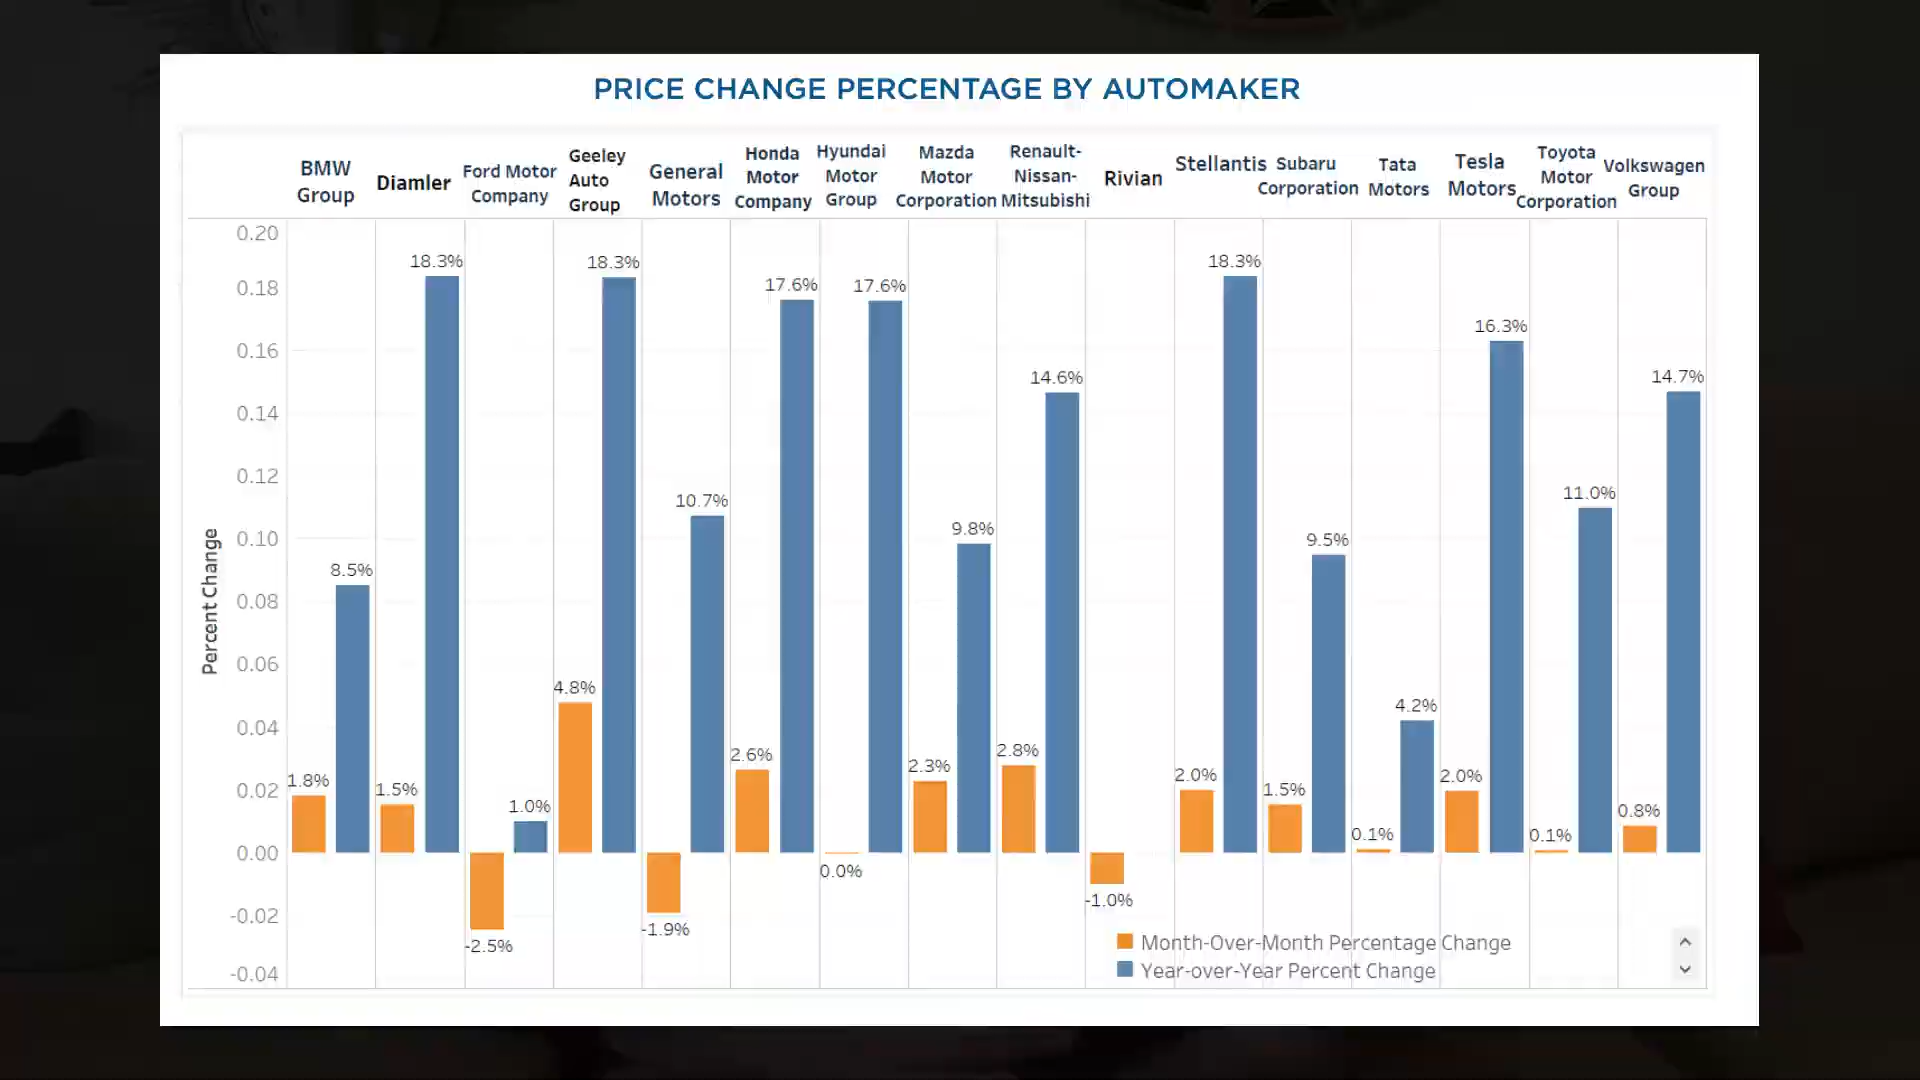 PRICE CHANGE PERCENTAGE BY AUTOMAKER
BMW
Group
Diamler
Ford Motor
Company
Geeley
Auto
Group
General
Motors
Honda
Motor
Company
Hyundai
Motor
Group
Mazda
Motor
Corporation
Renault-
Nissan-
Mitsubishi
Rivian
Stellantis
Subaru
Corporation
Tata
Motors
Tesla
Motors
Toyota
Motor
Corporation
Volkswagen
Group
Percent Change
0.20
0.18
0.16
0.14
0.12
0.10
0.08
0.06
0.04
0.02
0.00
-0.02
-0.04
1.8%
8.5%
1.5%
18.3%
-2.5%
1.0%
4.8%
18.3%
-1.9%
10.7%
2.6%
17.6%
0.0%
17.6%
2.3%
9.8%
2.8%
14.6%
-1.0%
2.0%
18.3%
1.5%
9.5%
0.1%
4.2%
2.0%
16.3%
0.1%
11.0%
0.8%
14.7%
Month-Over-Month Percentage Change
Year-over-Year Percent Change